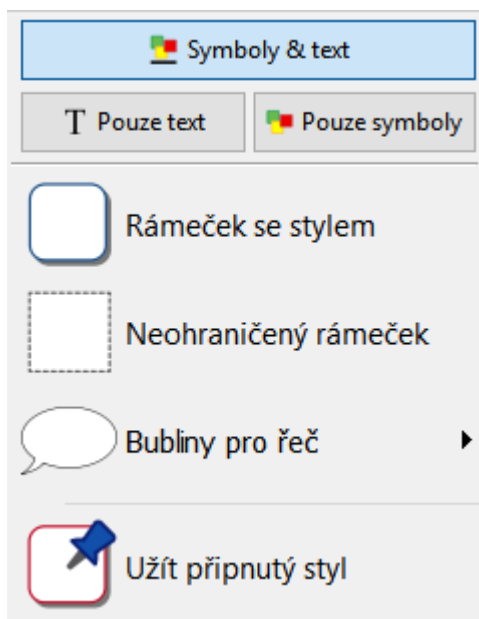 Symboly & text
T Pouze text
Pouze symboly
Rámeček se stylem
Neohraničený rámeček
Bubliny pro řeč
Užít připnutý styl